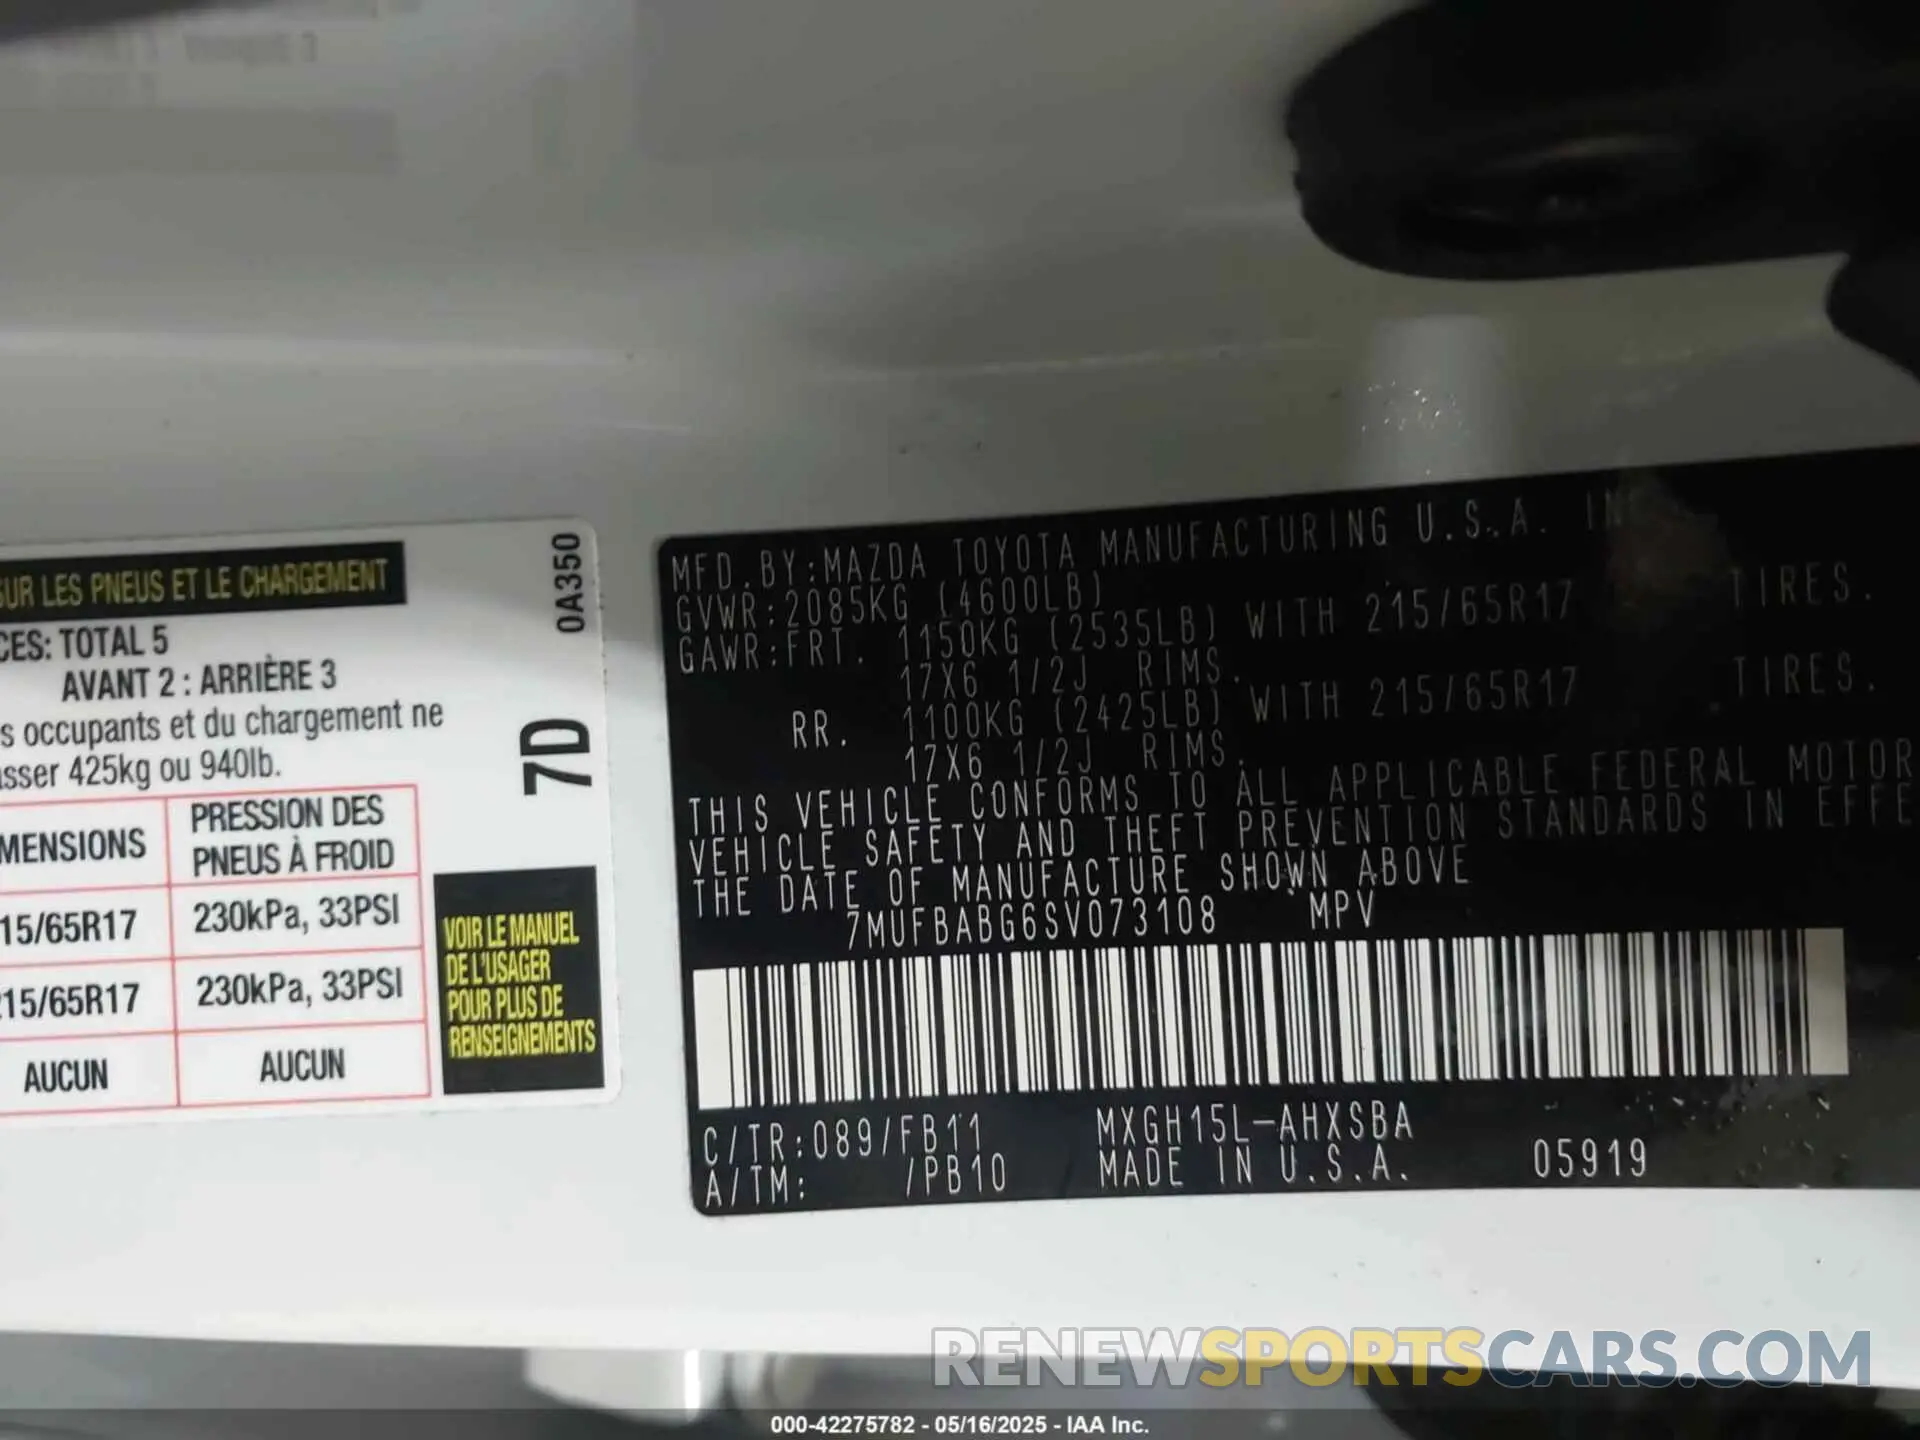 SUR LES PNEUS ET LE CHARGEMENT
CES: TOTAL 5
AVANT 2 : ARRIÈRE 3
s occupants et du chargement ne
sser 425kg ou 940lb.
MENSIONS
PRESSION DES
PNEUS À FROID
15/65R17
230kPa, 33PSI
215/65R17
230kPa, 33PSI
AUCUN
AUCUN
0A350
7D
VOIR LE MANUEL
DE L'USAGER
POUR PLUS DE
RENSEIGNEMENTS
MFD.BY:MAZDA TOYOTA MANUFACTURING U.S.A. INC
GVWR:2085KG (4600LB)
GAWR:FRT. 1150KG (2535LB) WITH 215/65R17 TIRES.
17X6 1/2J RIMS.
RR. 1100KG (2425LB) WITH 215/65R17 TIRES.
17X6 1/2J RIMS.
THIS VEHICLE CONFORMS TO ALL APPLICABLE FEDERAL MOTOR
VEHICLE SAFETY AND THEFT PREVENTION STANDARDS IN EFFE
THE DATE OF MANUFACTURE SHOWN ABOVE
7MUFBABG6SV073108 MPV
C/TR:089/FB11 MXGH15L-AHXSBA
A/TM: /PB10 MADE IN U.S.A. 05919
RENEWSPORTSCARS.COM
000-42275782 - 05/16/2025 - IAA Inc.